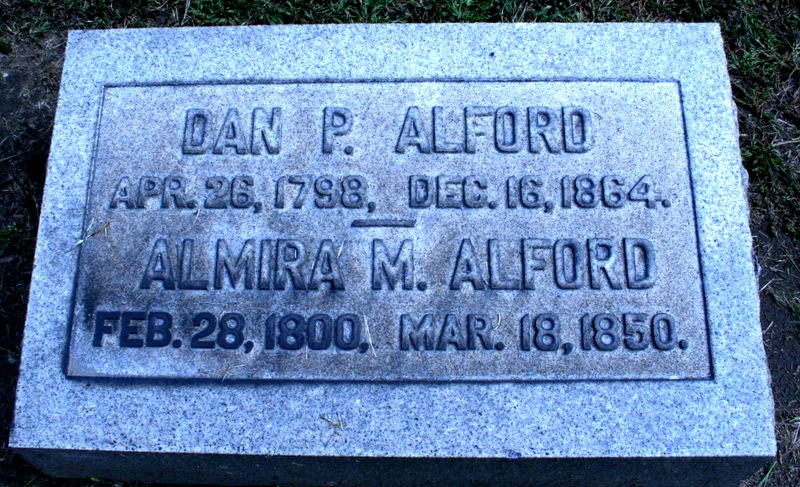 DAN P. ALFORD
APR. 26, 1798, DEC. 16, 1864.
ALMIRA M. ALFORD
FEB. 28, 1800, MAR. 18, 1850.